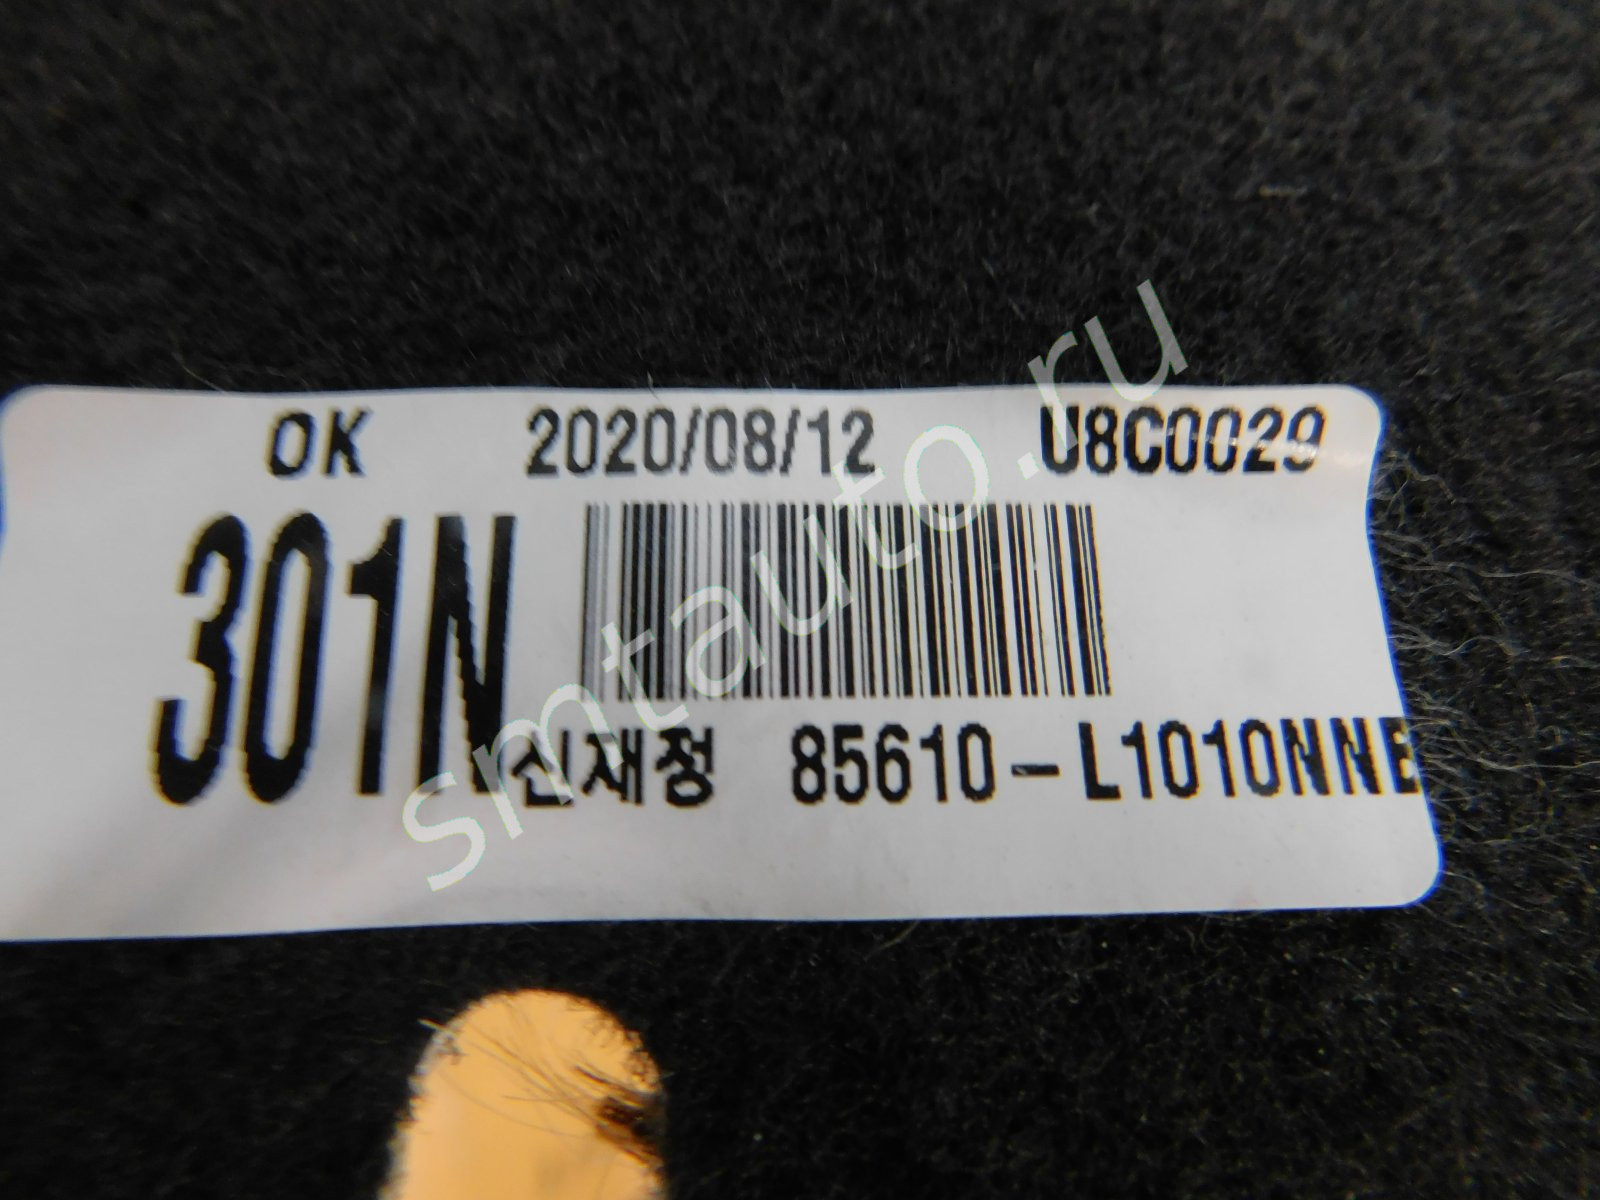 OK 2020/08/12 U8C0029
301N
신재정 85610-L1010NNB
smtauto.ru